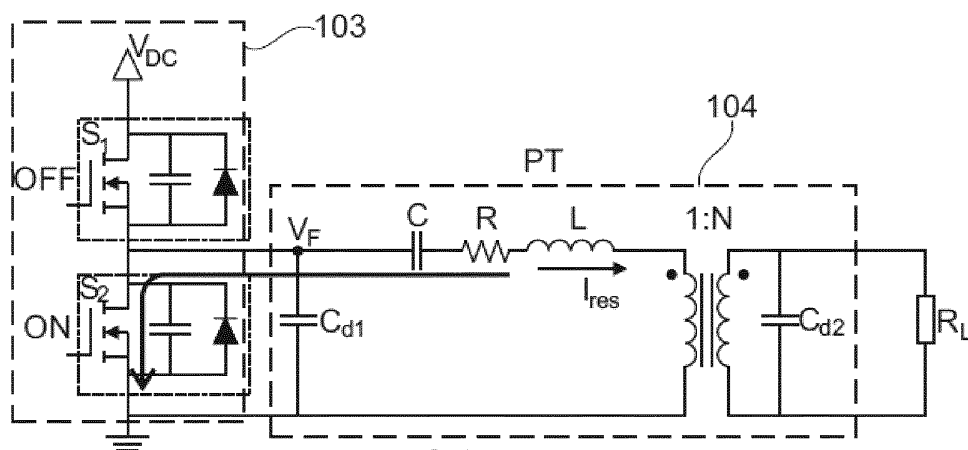 103
V_DC
S_1
OFF
104
PT
V_F
C
R
L
1:N
I_res
S_2
ON
C_d1
C_d2
R_L